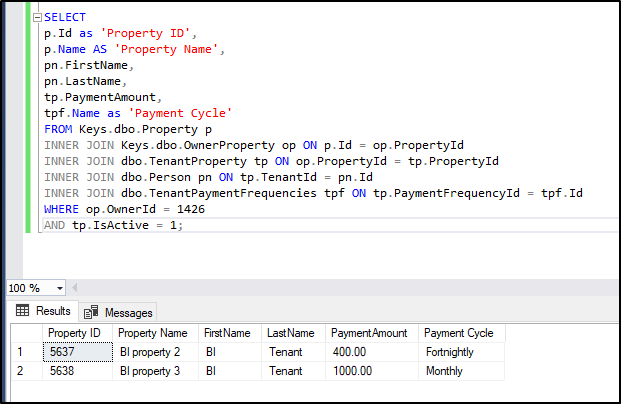 SELECT
p.Id as 'Property ID',
p.Name AS 'Property Name',
pn.FirstName,
pn.LastName,
tp.PaymentAmount,
tpf.Name as 'Payment Cycle'
FROM Keys.dbo.Property p
INNER JOIN Keys.dbo.OwnerProperty op ON p.Id = op.PropertyId
INNER JOIN dbo.TenantProperty tp ON op.PropertyId = tp.PropertyId
INNER JOIN dbo.Person pn ON tp.TenantId = pn.Id
INNER JOIN dbo.TenantPaymentFrequencies tpf ON tp.PaymentFrequencyId = tpf.Id
WHERE op.OwnerId = 1426
AND tp.IsActive = 1;
100 %
Results Messages
Property ID Property Name FirstName LastName PaymentAmount Payment Cycle
1 5637 BI property 2 BI Tenant 400.00 Fortnightly
2 5638 BI property 3 BI Tenant 1000.00 Monthly